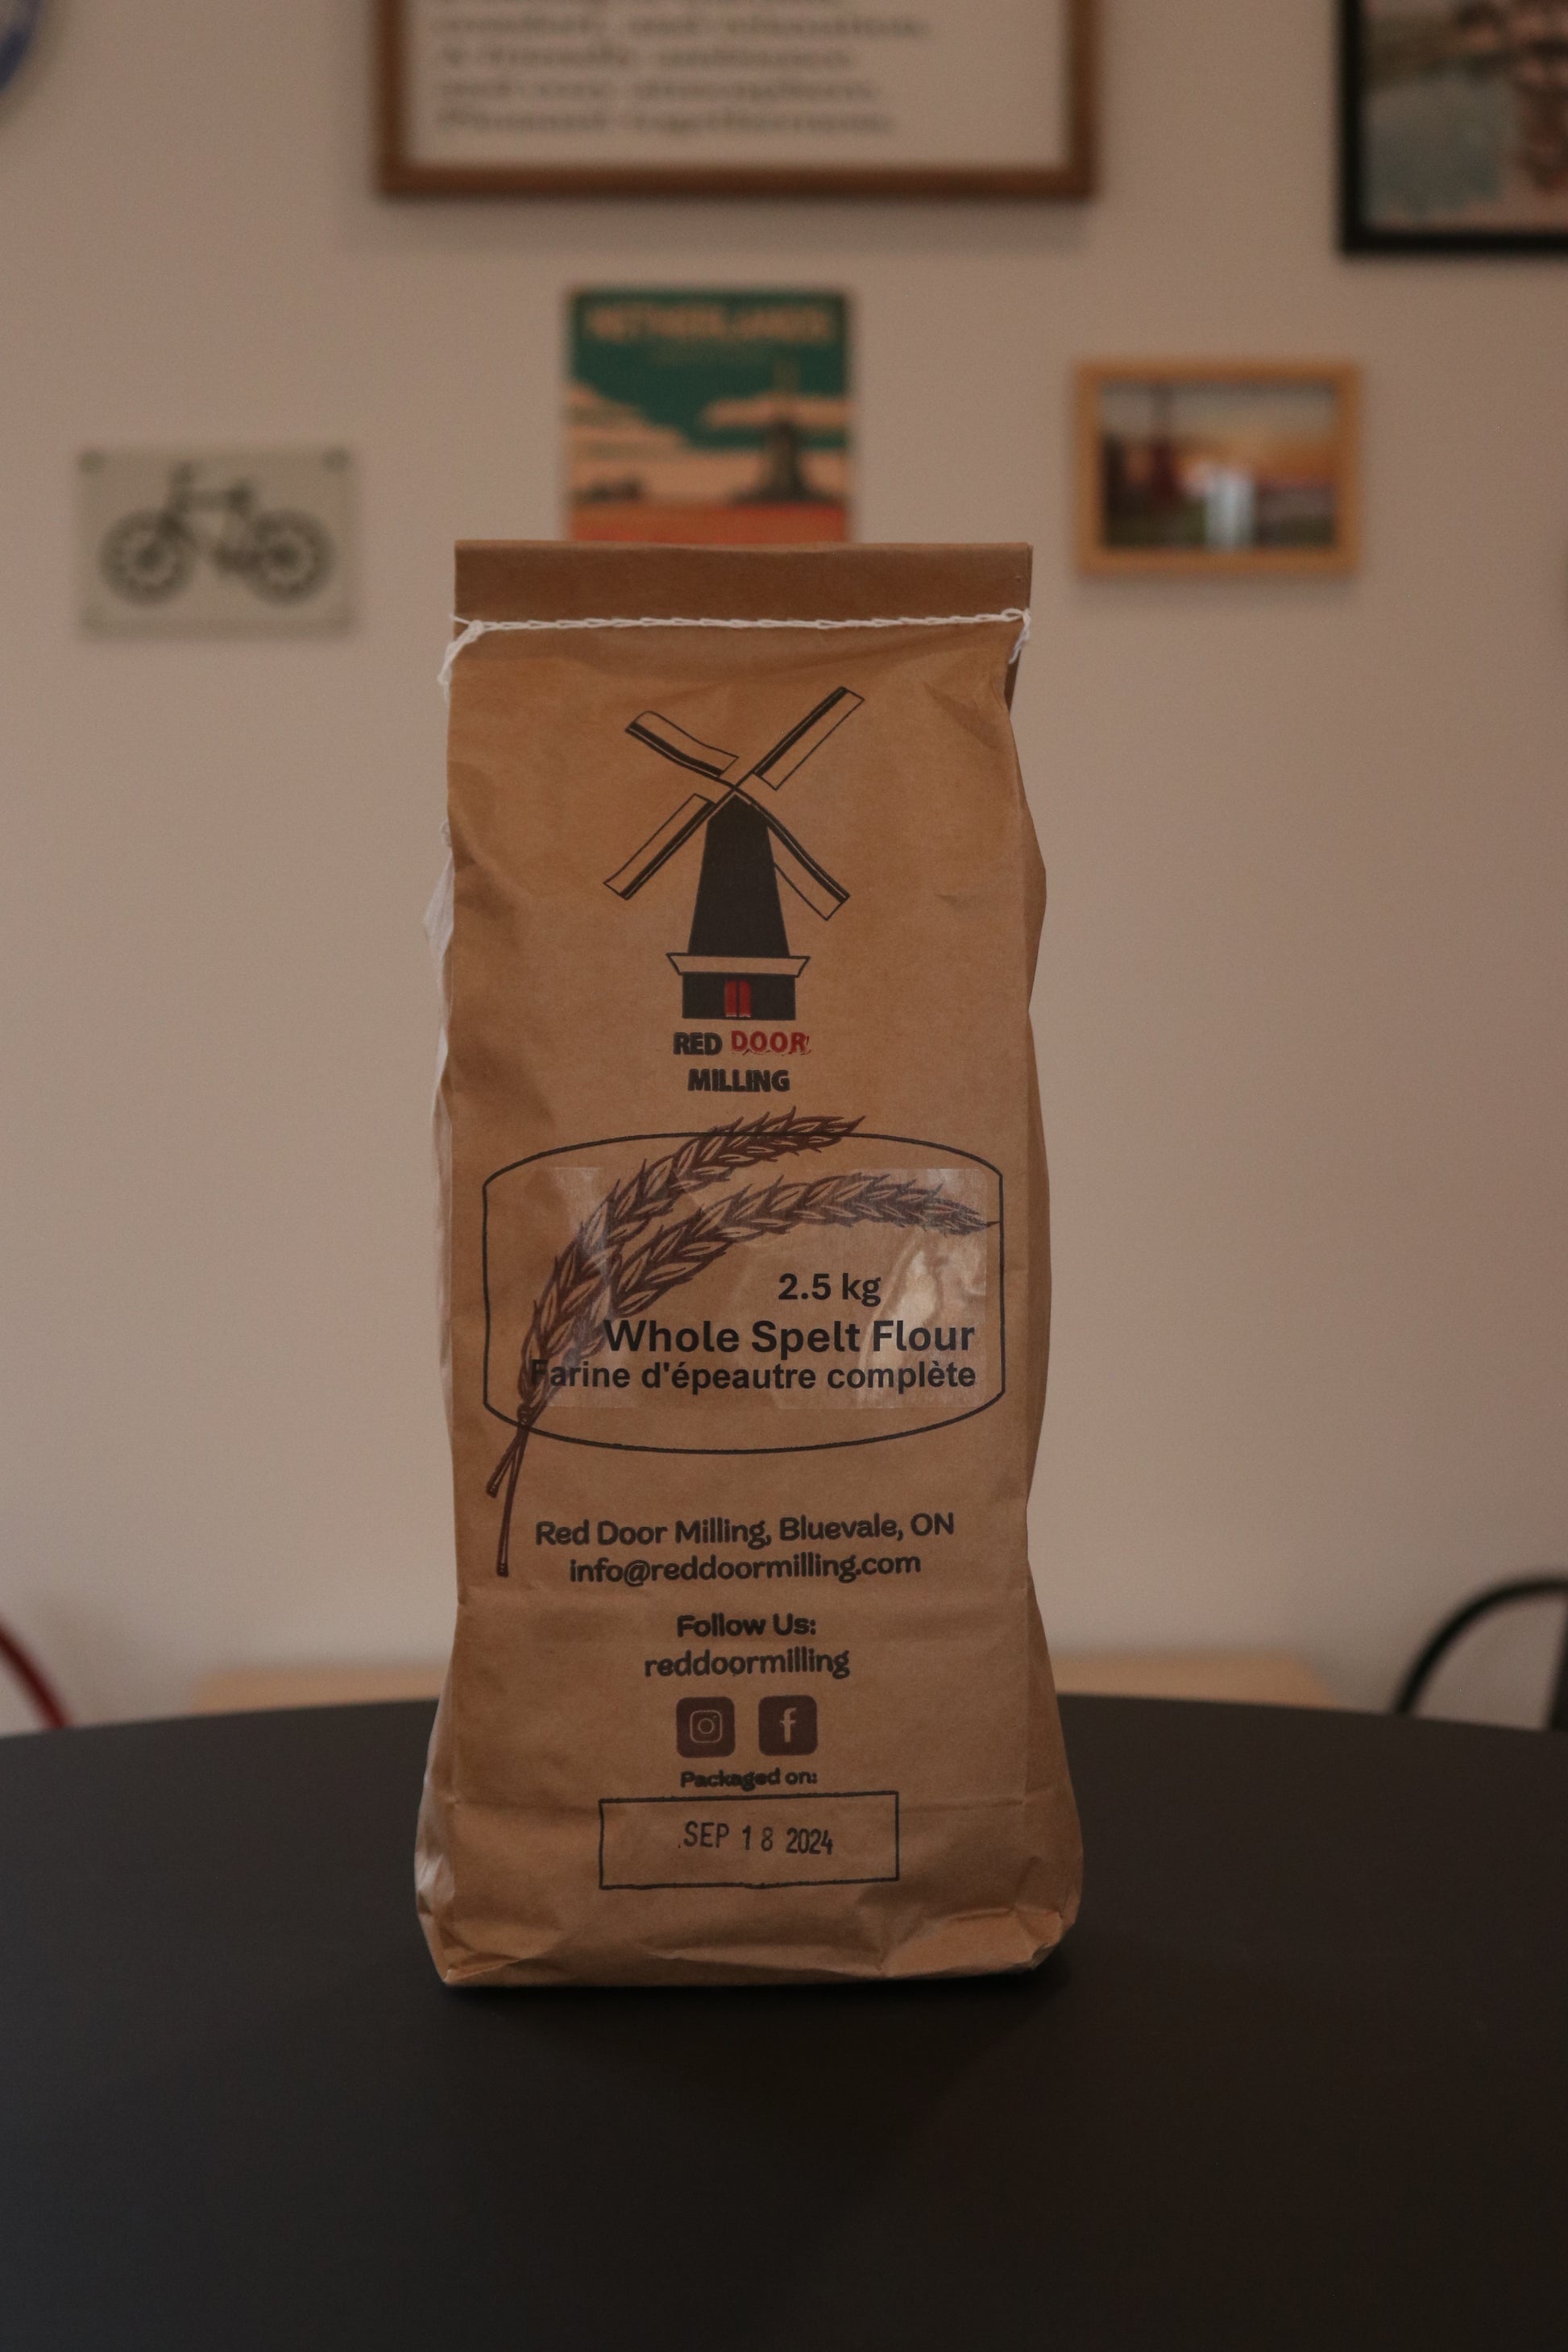 NETHERLANDS
RED DOOR
MILLING
2.5 kg
Whole Spelt Flour
Farine d'épeautre complète
Red Door Milling, Bluevale, ON
info@reddoormilling.com
Follow Us:
reddoormilling
Packaged on:
SEP 18 2024